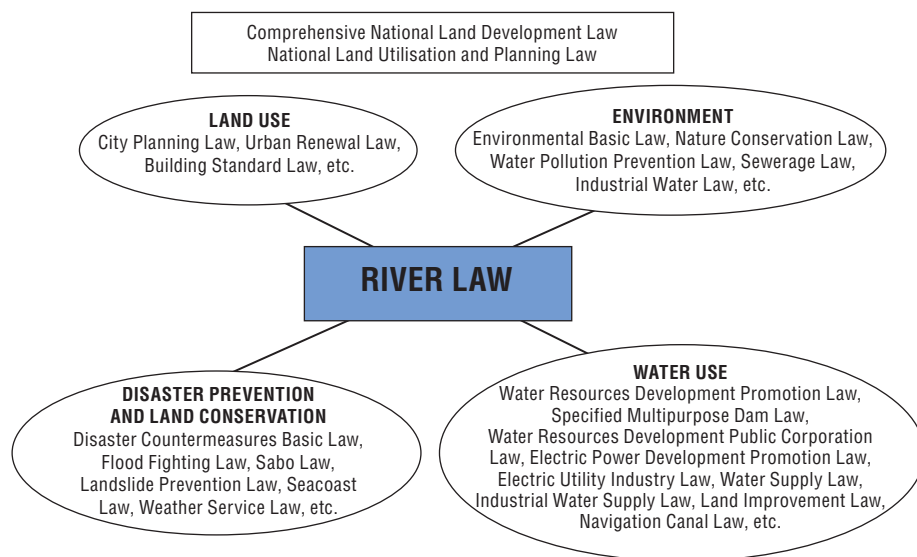 Comprehensive National Land Development Law
National Land Utilisation and Planning Law
LAND USE
City Planning Law, Urban Renewal Law,
Building Standard Law, etc.
ENVIRONMENT
Environmental Basic Law, Nature Conservation Law,
Water Pollution Prevention Law, Sewerage Law,
Industrial Water Law, etc.
RIVER LAW
DISASTER PREVENTION
AND LAND CONSERVATION
Disaster Countermeasures Basic Law,
Flood Fighting Law, Sabo Law,
Landslide Prevention Law, Seacoast
Law, Weather Service Law, etc.
WATER USE
Water Resources Development Promotion Law,
Specified Multipurpose Dam Law,
Water Resources Development Public Corporation
Law, Electric Power Development Promotion Law,
Electric Utility Industry Law, Water Supply Law,
Industrial Water Supply Law, Land Improvement Law,
Navigation Canal Law, etc.